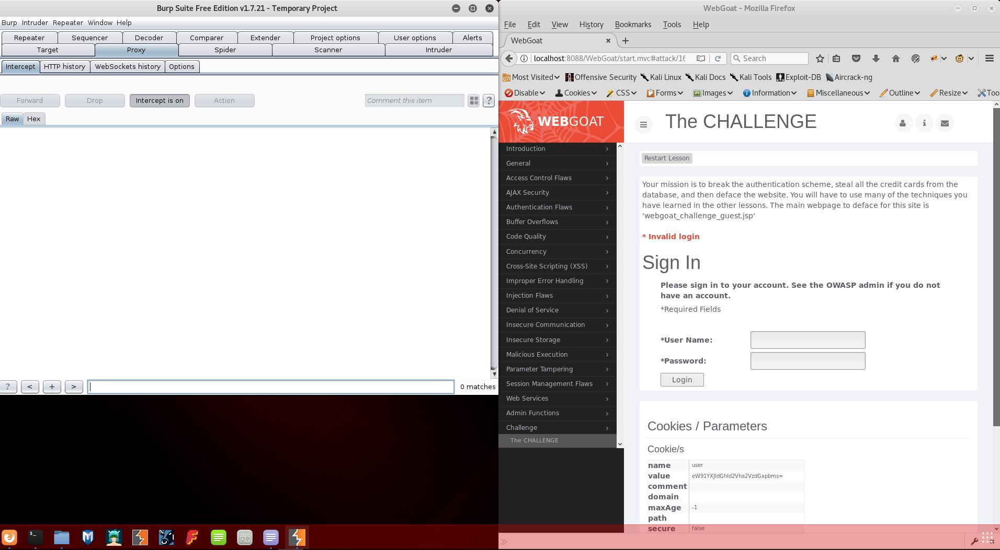 Burp Suite Free Edition v1.7.21 - Temporary Project
Burp Intruder Repeater Window Help
Repeater Sequencer Decoder Comparer Extender Project options User options Alerts
Target Proxy Spider Scanner Intruder
Intercept HTTP history WebSockets history Options
Forward Drop Intercept is on Action Comment this item ?
Raw Hex
? < + > 0 matches
WebGoat - Mozilla Firefox
File Edit View History Bookmarks Tools Help
WebGoat
localhost:8088/WebGoat/start.mvc#attack/16 Search
Most Visited Offensive Security Kali Linux Kali Docs Kali Tools Exploit-DB Aircrack-ng
Disable Cookies CSS Forms Images Information Miscellaneous Outline Resize Too
WEBGOAT
The CHALLENGE
Introduction
General
Access Control Flaws
AJAX Security
Authentication Flaws
Buffer Overflows
Code Quality
Concurrency
Cross-Site Scripting (XSS)
Improper Error Handling
Injection Flaws
Denial of Service
Insecure Communication
Insecure Storage
Malicious Execution
Parameter Tampering
Session Management Flaws
Web Services
Admin Functions
Challenge
The CHALLENGE
Restart Lesson
Your mission is to break the authentication scheme, steal all the credit cards from the
database, and then deface the website. You will have to use many of the techniques you
have learned in the other lessons. The main webpage to deface for this site is
'webgoat_challenge_guest.jsp'
* Invalid login
Sign In
Please sign in to your account. See the OWASP admin if you do not
have an account.
*Required Fields
*User Name:
*Password:
Login
Cookies / Parameters
Cookie/s
name user
value eW91YXJldGhld2Vha2VzdGxpbms=
comment
domain
maxAge -1
path
secure false